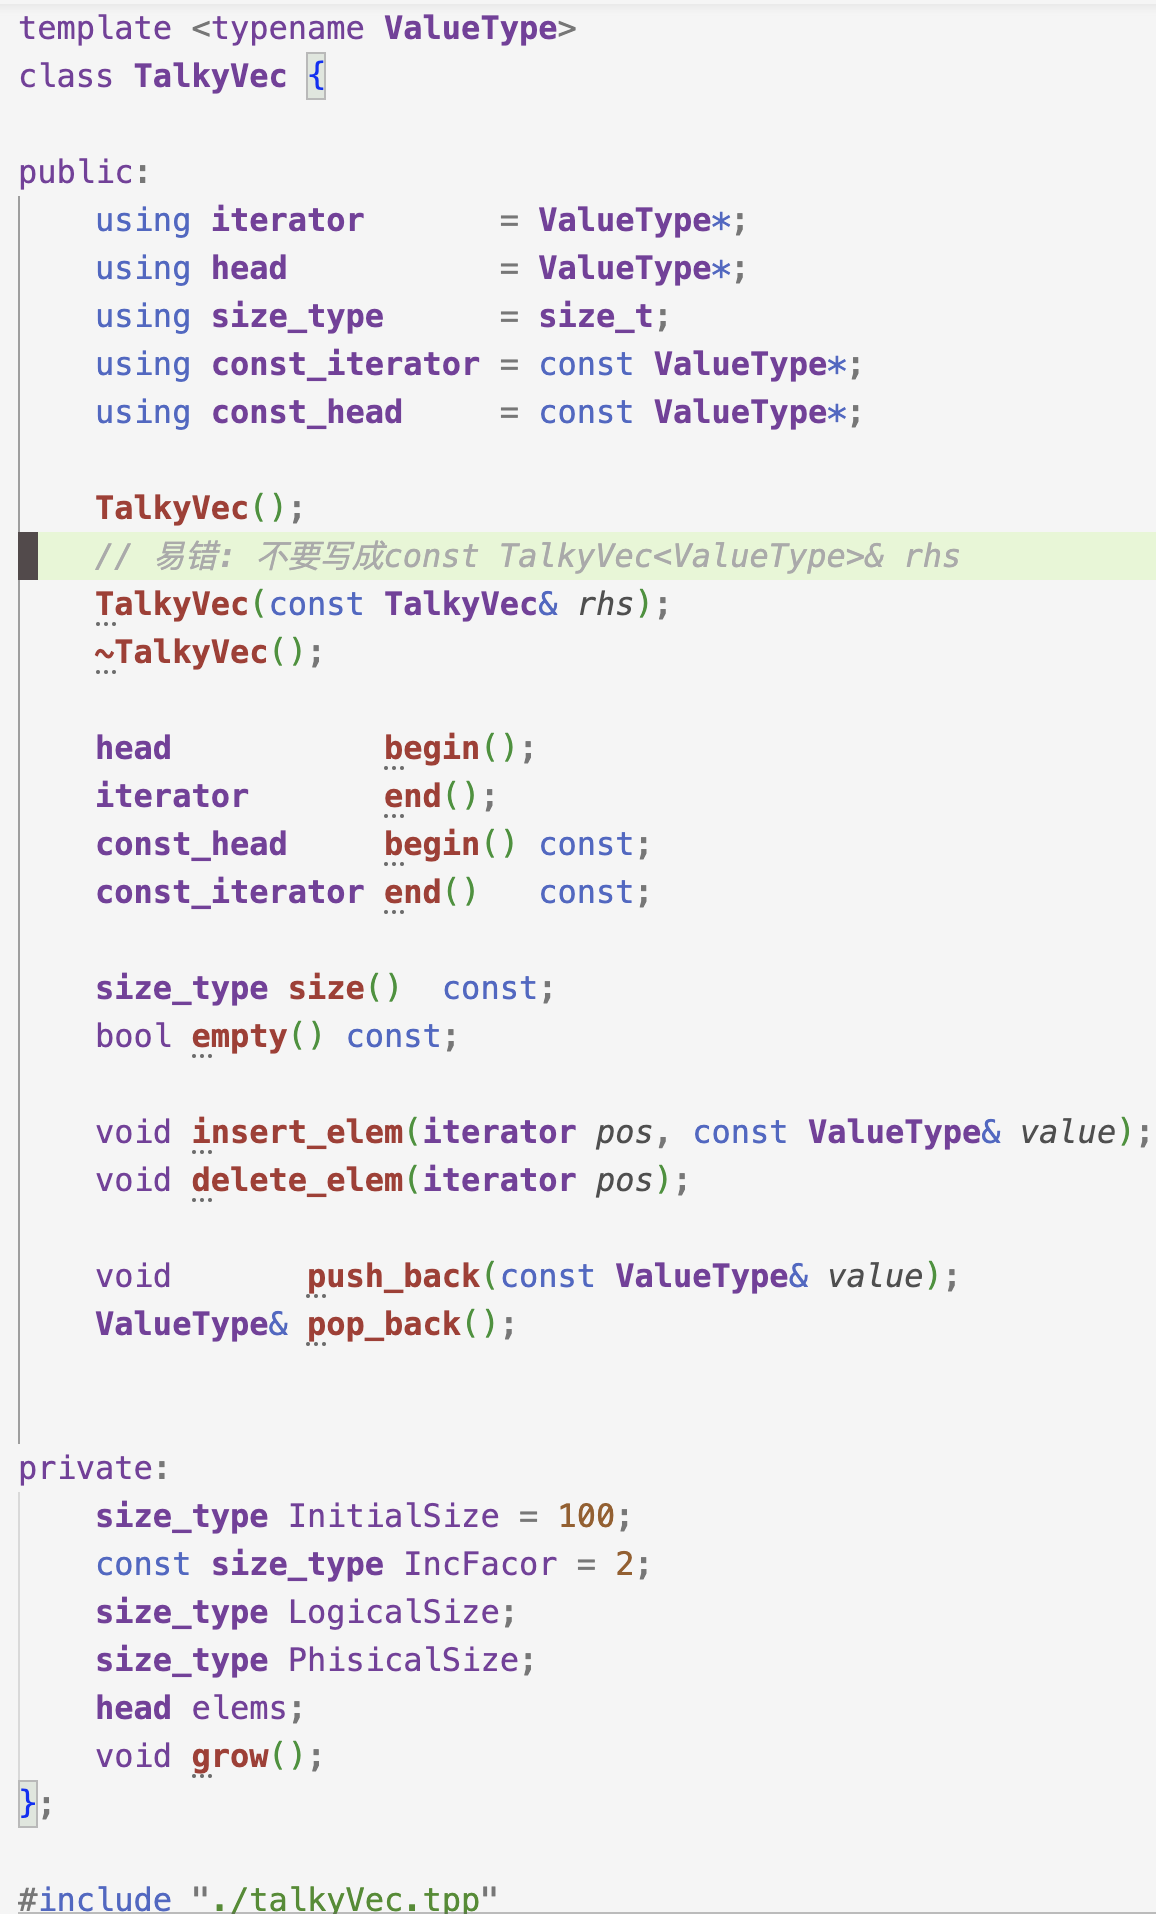 template <typename ValueType>
class TalkyVec {
public:
using iterator = ValueType*;
using head = ValueType*;
using size_type = size_t;
using const_iterator = const ValueType*;
using const_head = const ValueType*;
TalkyVec();
// 易错: 不要写成const TalkyVec<ValueType>& rhs
TalkyVec(const TalkyVec& rhs);
~TalkyVec();
head begin();
iterator end();
const_head begin() const;
const_iterator end() const;
size_type size() const;
bool empty() const;
void insert_elem(iterator pos, const ValueType& value);
void delete_elem(iterator pos);
void push_back(const ValueType& value);
ValueType& pop_back();
private:
size_type InitialSize = 100;
const size_type IncFacor = 2;
size_type LogicalSize;
size_type PhisicalSize;
head elems;
void grow();
};
#include "./talkyVec.tpp"